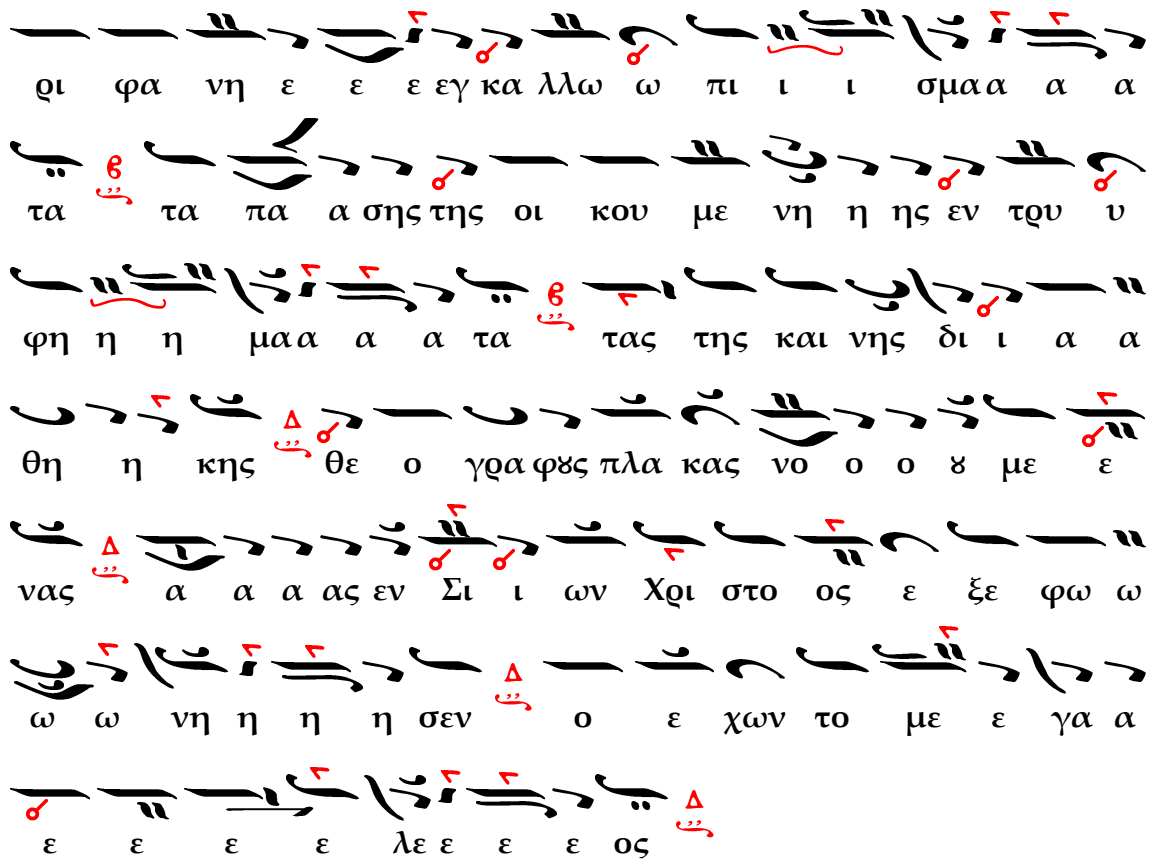 ρι φα νη ε ε ε εγ κα λλω ω πι ι ι σμα α α α
τα τα πα α σης της οι κου με νη η ης εν τρυ υ
φη η η μα α α α τα τας της και νης δι ι α α
θη η κης θε ο γρα φȣς πλα κας νο ο ο ȣ με ε
νας α α α ας εν Σι ι ων Χρι στο ος ε ξε φω ω
ω ω νη η η η σεν ο ε χων το με ε γα α
ε ε ε ε λε ε ε ε ος